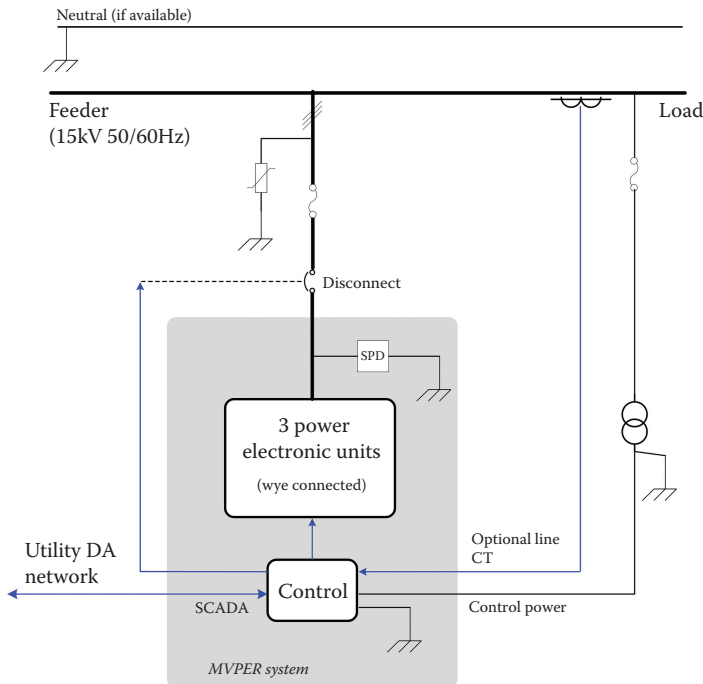 Neutral (if available)
Feeder
(15kV 50/60Hz)
Load
Disconnect
SPD
3 power
electronic units
(wye connected)
Optional line
CT
Utility DA
network
Control
SCADA
Control power
MVPER system